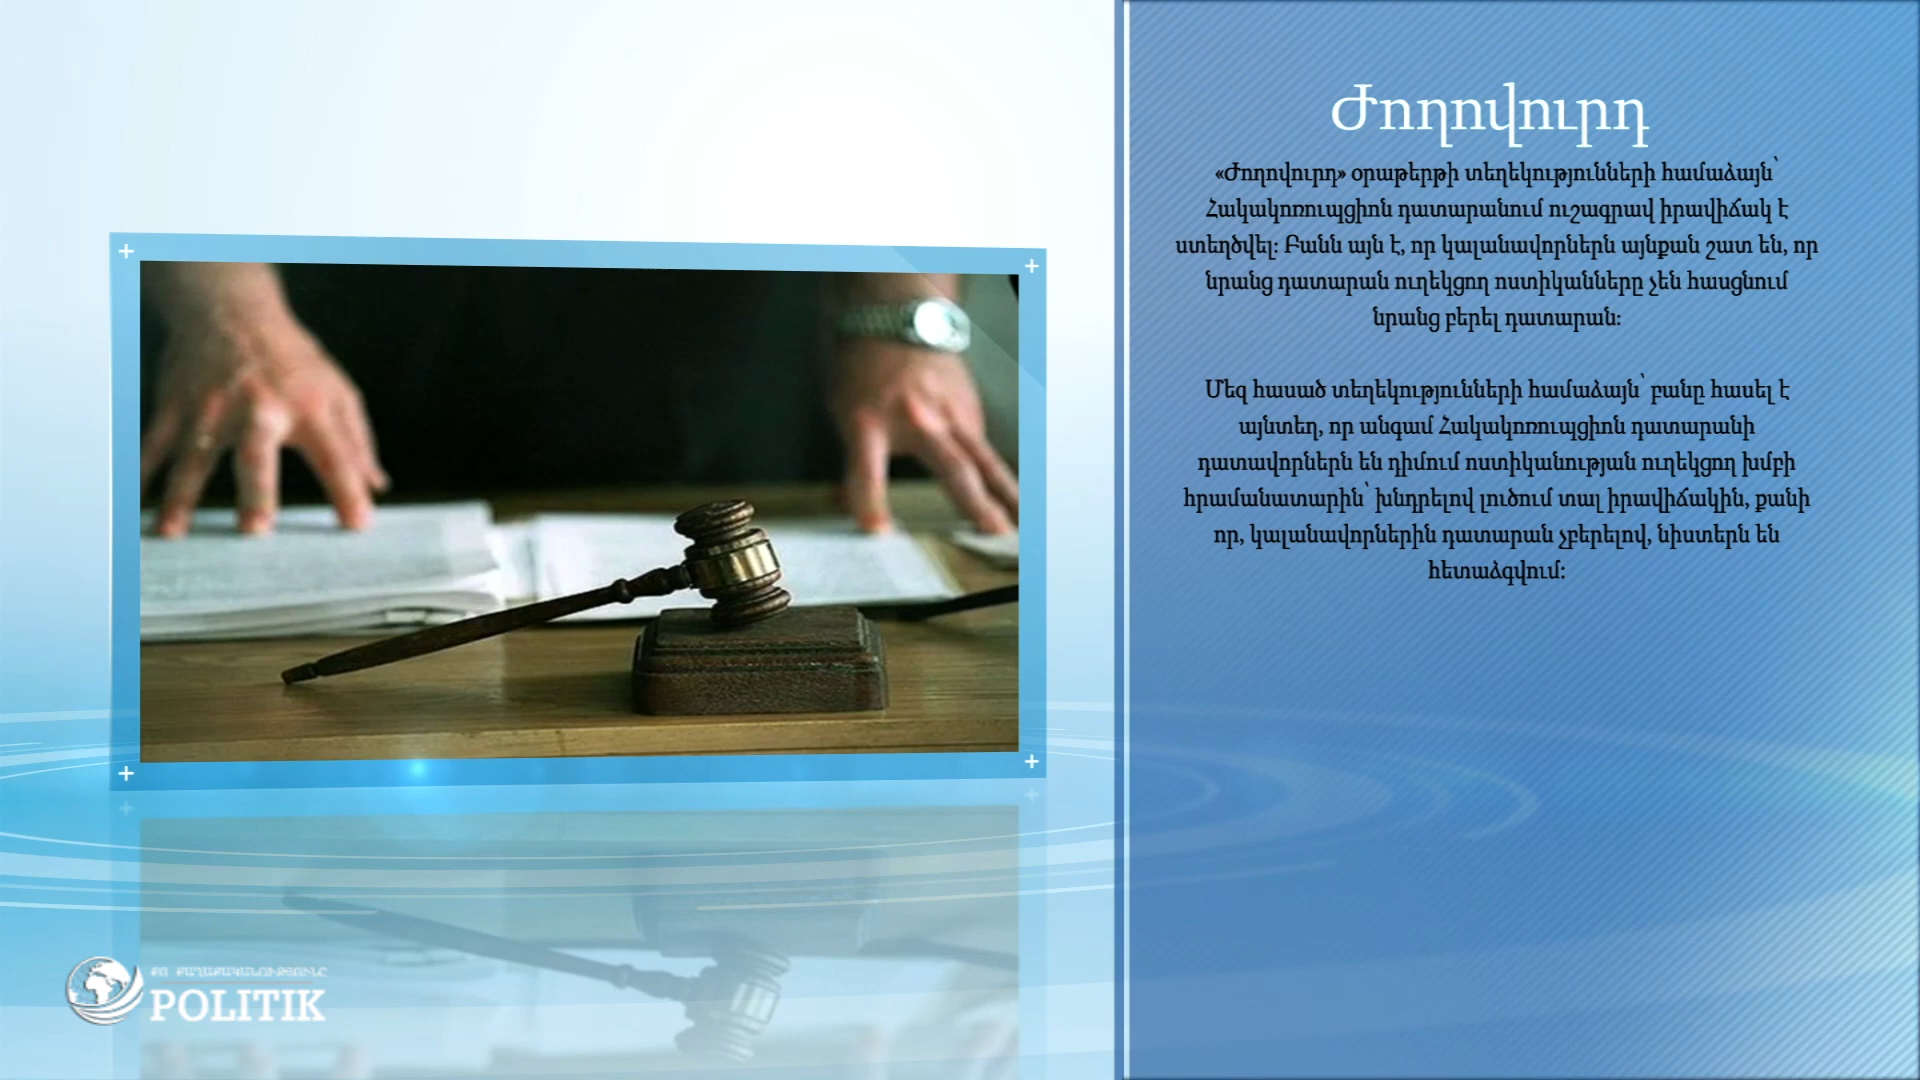 Ժողովուրդ
«Ժողովուրդ» օրաթերթի տեղեկությունների համաձայն՝
Հակակոռուպցիոն դատարանում ուշագրավ իրավիճակ է
ստեղծվել: Բանն այն է, որ կալանավորներն այնքան շատ են, որ
նրանց դատարան ուղեկցող ոստիկանները չեն հասցնում
նրանց բերել դատարան:
Մեզ հասած տեղեկությունների համաձայն՝ բանը հասել է
այնտեղ, որ անգամ Հակակոռուպցիոն դատարանի
դատավորներն են դիմում ոստիկանության ուղեկցող խմբի
հրամանատարին՝ խնդրելով լուծում տալ իրավիճակին, քանի
որ, կալանավորներին դատարան չբերելով, նիստերն են
հետաձգվում:
ՔՈ ՔԱՂԱՔԱԿԱՆՈՒԹՅՈՒՆԸ
POLITIK